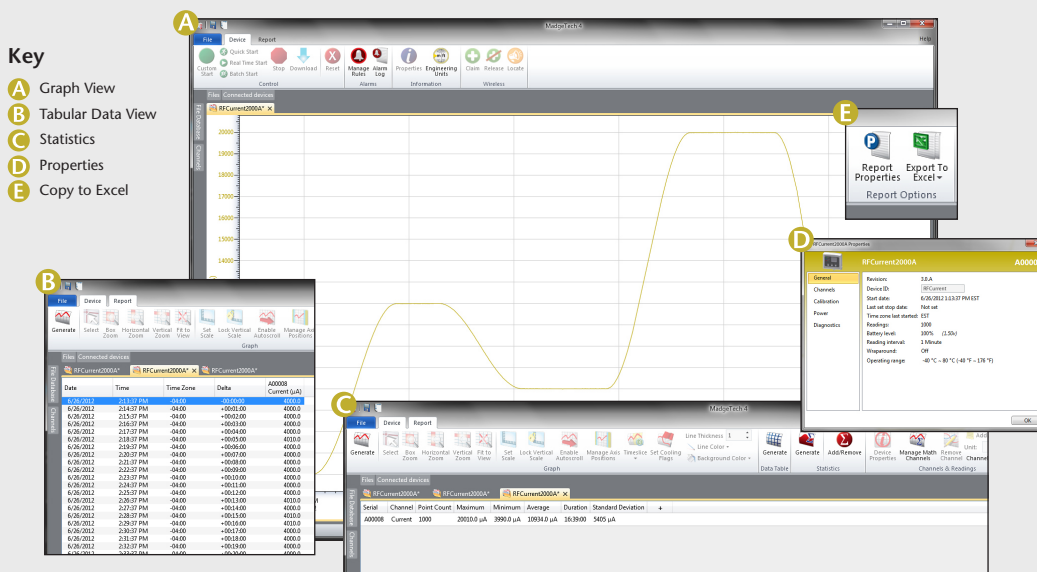 Key
A Graph View
B Tabular Data View
C Statistics
D Properties
E Copy to Excel
A
MadgeTech 4
File Device Report Help
Custom Start
Quick Start
Real Time Start
Batch Start
Stop Download Reset
Manage Rules Alarm Log
Properties Engineering Units
Claim Release Locate
Control Alarms Information Wireless
Files Connected devices
File Database Channels
RFCurrent2000A* X
20000
19000
18000
17000
16000
15000
14000
E
Report Properties Export To Excel
Report Options
D
RFCurrent2000A Properties
RFCurrent2000A A0000
General
Channels
Calibration
Power
Diagnostics
Revision: 3.0.A
Device ID: RFCurrent
Start date: 6/26/2012 1:13:37 PM EST
Last set stop date: Not set
Time zone last started: EST
Readings: 1000
Battery level: 100% (1.50v)
Reading interval: 1 Minute
Wraparound: Off
Operating range: -40 °C ~ 80 °C (-40 °F ~ 176 °F)
OK
B
File Device Report
Generate Select Box Zoom Horizontal Zoom Vertical Zoom Fit to View Set Scale Lock Vertical Scale Enable Autoscroll Manage Axis Positions
Graph
Files Connected devices
File Database Channels
RFCurrent2000A* RFCurrent2000A* X RFCurrent2000A*
Date Time Time Zone Delta A00008 Current (µA)
6/26/2012 2:13:37 PM -04:00 -00:00:00 4000.0
6/26/2012 2:14:37 PM -04:00 +00:01:00 4000.0
6/26/2012 2:15:37 PM -04:00 +00:02:00 4000.0
6/26/2012 2:16:37 PM -04:00 +00:03:00 4000.0
6/26/2012 2:17:37 PM -04:00 +00:04:00 4000.0
6/26/2012 2:18:37 PM -04:00 +00:05:00 4010.0
6/26/2012 2:19:37 PM -04:00 +00:06:00 4000.0
6/26/2012 2:20:37 PM -04:00 +00:07:00 4000.0
6/26/2012 2:21:37 PM -04:00 +00:08:00 4000.0
6/26/2012 2:22:37 PM -04:00 +00:09:00 4000.0
6/26/2012 2:23:37 PM -04:00 +00:10:00 4000.0
6/26/2012 2:24:37 PM -04:00 +00:11:00 4000.0
6/26/2012 2:25:37 PM -04:00 +00:12:00 4000.0
6/26/2012 2:26:37 PM -04:00 +00:13:00 4010.0
6/26/2012 2:27:37 PM -04:00 +00:14:00 4000.0
6/26/2012 2:28:37 PM -04:00 +00:15:00 4010.0
6/26/2012 2:29:37 PM -04:00 +00:16:00 4010.0
6/26/2012 2:30:37 PM -04:00 +00:17:00 4000.0
6/26/2012 2:31:37 PM -04:00 +00:18:00 4000.0
6/26/2012 2:32:37 PM -04:00 +00:19:00 4000.0
C
MadgeTech 4
File Device Report
Generate Select Box Zoom Horizontal Zoom Vertical Zoom Fit to View Set Scale Lock Vertical Scale Enable Autoscroll Manage Axis Positions Timeslice Set Cooling Flags
Line Thickness 1
Line Color
Background Color
Generate Generate Add/Remove
Device Properties Manage Math Channels Remove Channel
Unit:
Graph Data Table Statistics Channels & Readings
Files Connected devices
File Database Channels
RFCurrent2000A* RFCurrent2000A* RFCurrent2000A* X
Serial Channel Point Count Maximum Minimum Average Duration Standard Deviation +
A00008 Current 1000 20010.0 µA 3990.0 µA 10934.0 µA 16:39:00 5405 µA